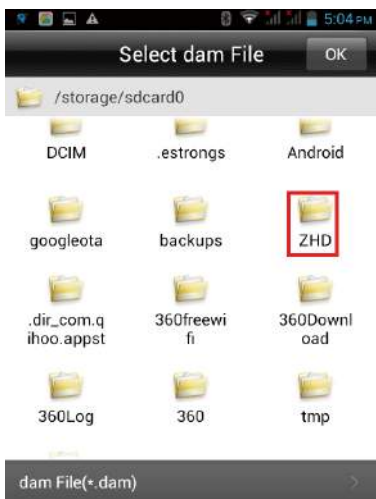 5:04 PM
Select dam File
OK
/storage/sdcard0
DCIM
.estrongs
Android
googleota
backups
ZHD
.dir_com.q
ihoo.appst
360freewi
fi
360Downl
oad
360Log
360
tmp
dam File(*.dam)